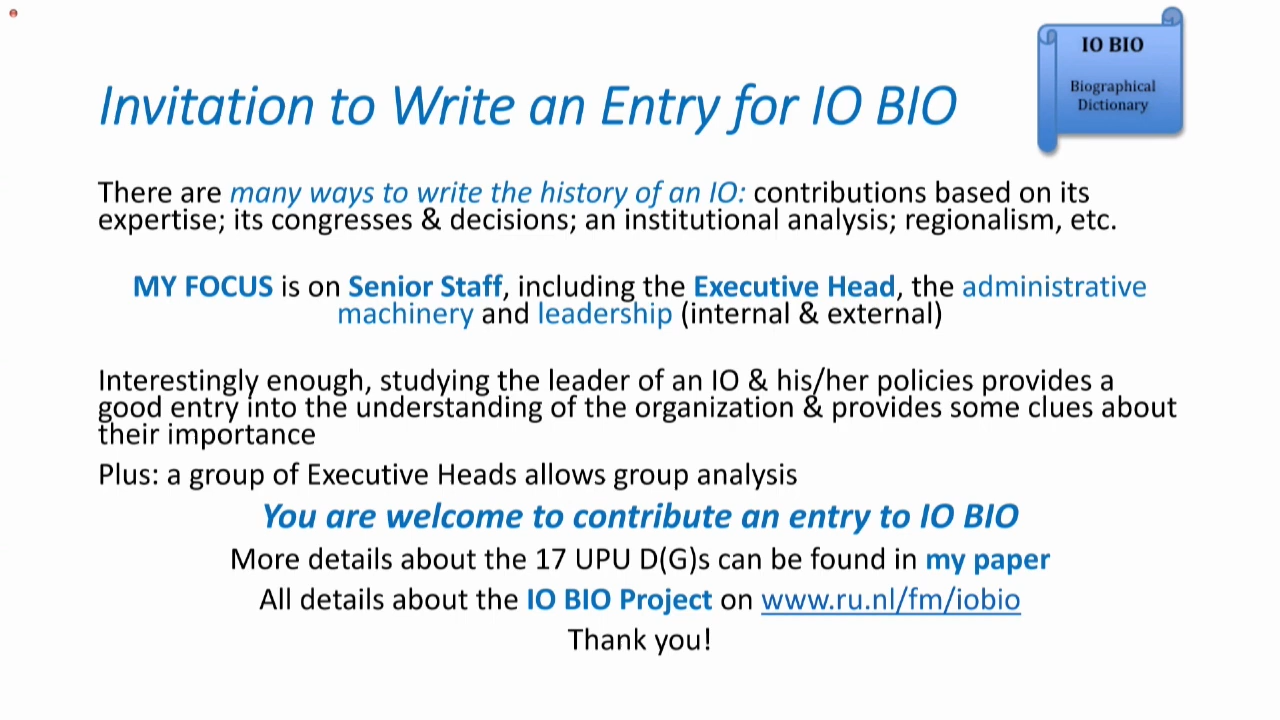 IO BIO
Biographical
Dictionary
Invitation to Write an Entry for IO BIO
There are many ways to write the history of an IO: contributions based on its
expertise; its congresses & decisions; an institutional analysis; regionalism, etc.
MY FOCUS is on Senior Staff, including the Executive Head, the administrative
machinery and leadership (internal & external)
Interestingly enough, studying the leader of an IO & his/her policies provides a
good entry into the understanding of the organization & provides some clues about
their importance
Plus: a group of Executive Heads allows group analysis
You are welcome to contribute an entry to IO BIO
More details about the 17 UPU D(G)s can be found in my paper
All details about the IO BIO Project on www.ru.nl/fm/iobio
Thank you!